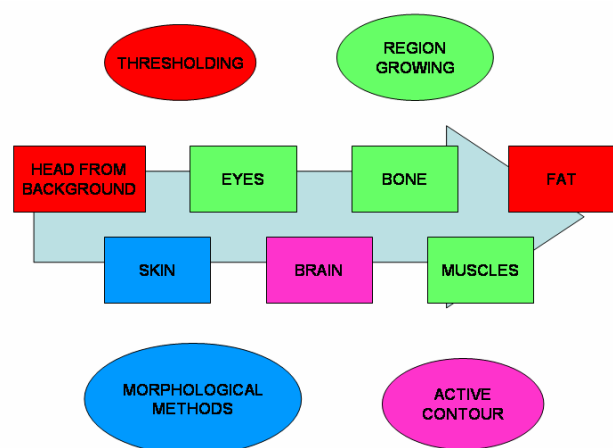 THRESHOLDING
REGION
GROWING
HEAD FROM
BACKGROUND
EYES
BONE
FAT
SKIN
BRAIN
MUSCLES
MORPHOLOGICAL
METHODS
ACTIVE
CONTOUR